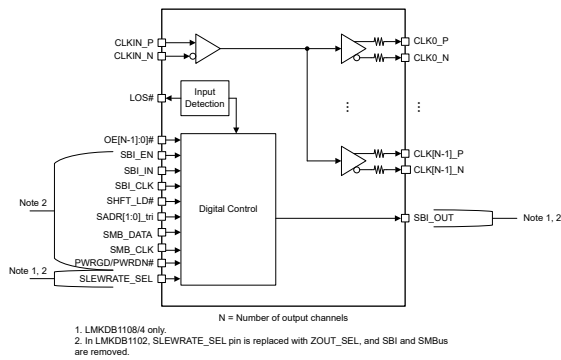 CLKIN_P
CLKIN_N
CLK0_P
CLK0_N
LOS#
Input
Detection
OE[N-1]:0]#
SBI_EN
SBI_IN
SBI_CLK
SHFT_LD#
SADR[1:0]_tri
SMB_DATA
SMB_CLK
PWRGD/PWRDN#
SLEWRATE_SEL
Note 2
Note 1, 2
Digital Control
CLK[N-1]_P
CLK[N-1]_N
SBI_OUT
Note 1, 2
N = Number of output channels
1. LMKDB1108/4 only.
2. In LMKDB1102, SLEWRATE_SEL pin is replaced with ZOUT_SEL, and SBI and SMBus
are removed.